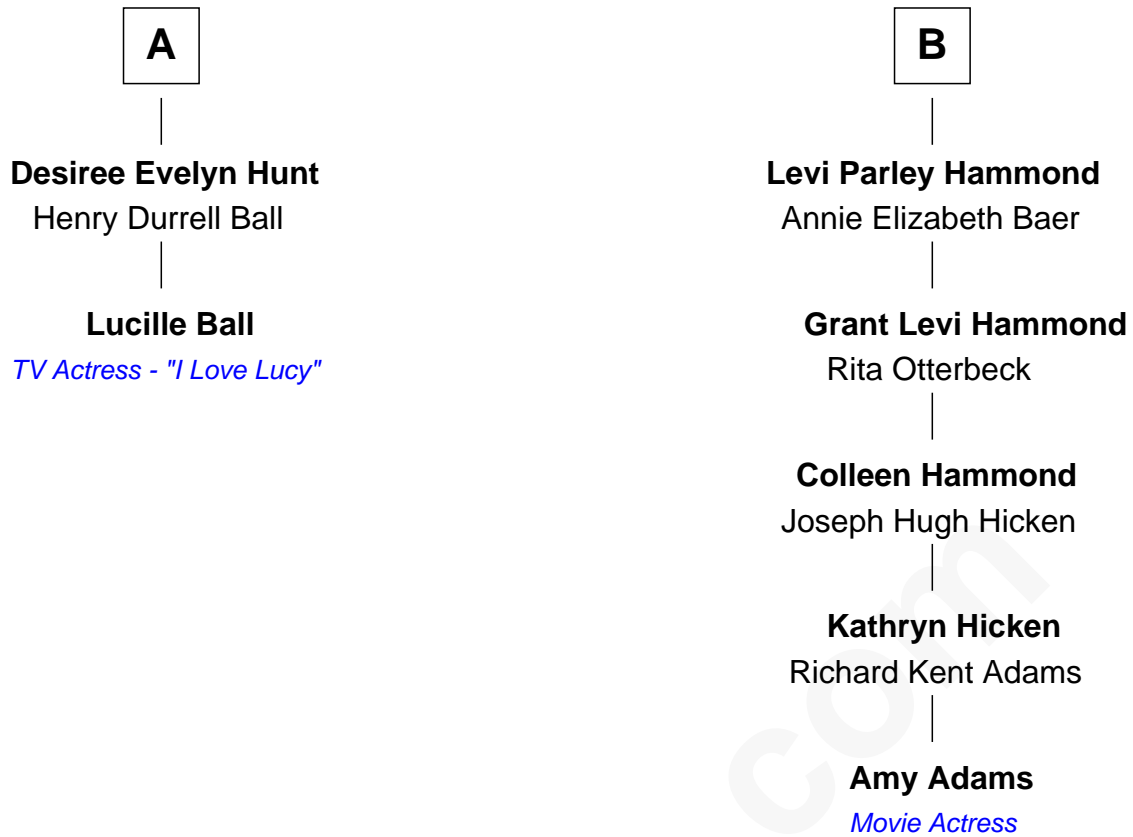 A
Desiree Evelyn Hunt
Henry Durrell Ball
Lucille Ball
TV Actress - "I Love Lucy"
B
Levi Parley Hammond
Annie Elizabeth Baer
Grant Levi Hammond
Rita Otterbeck
Colleen Hammond
Joseph Hugh Hicken
Kathryn Hicken
Richard Kent Adams
Amy Adams
Movie Actress
com